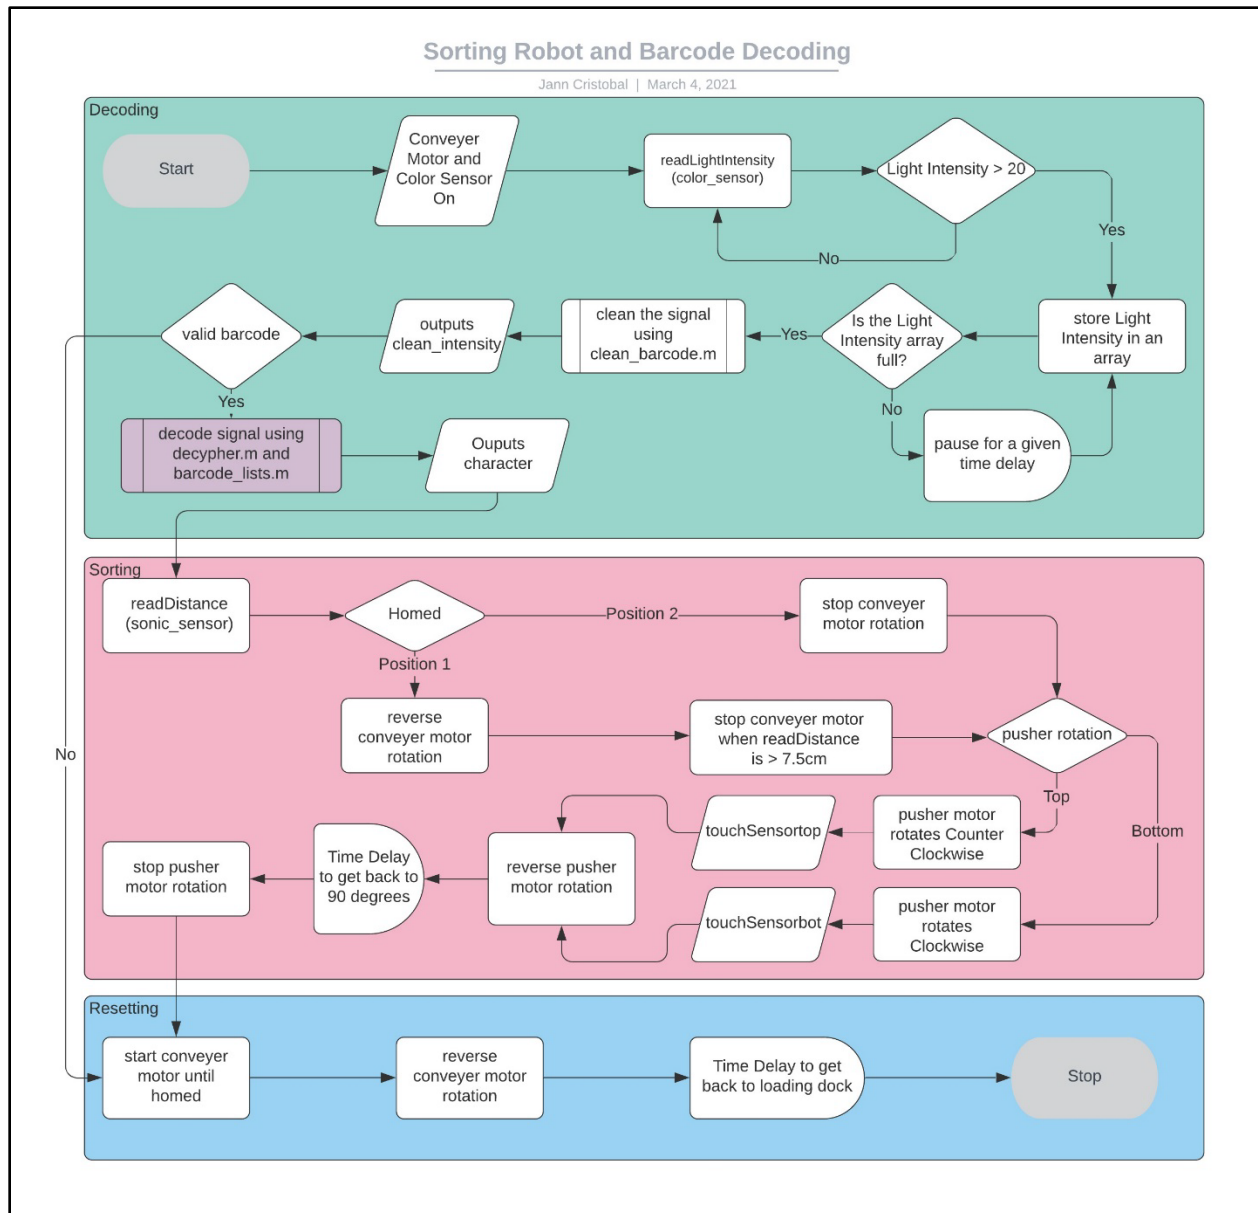 Sorting Robot and Barcode Decoding
Jann Cristobal | March 4, 2021
Decoding
Start
Conveyer
Motor and
Color Sensor
On
readLightIntensity
(color_sensor)
Light Intensity > 20
Yes
No
store Light
Intensity in an
array
Is the Light
Intensity array
full?
No
pause for a given
time delay
Yes
clean the signal
using
clean_barcode.m
outputs
clean_intensity
valid barcode
Yes
decode signal using
decypher.m and
barcode_lists.m
Ouputs
character
No
Sorting
readDistance
(sonic_sensor)
Homed
Position 2
stop conveyer
motor rotation
Position 1
reverse
conveyer motor
rotation
stop conveyer motor
when readDistance
is > 7.5cm
pusher rotation
Top
Bottom
pusher motor
rotates Counter
Clockwise
touchSensortop
pusher motor
rotates
Clockwise
touchSensorbot
reverse pusher
motor rotation
Time Delay
to get back to
90 degrees
stop pusher
motor rotation
Resetting
start conveyer
motor until
homed
reverse
conveyer motor
rotation
Time Delay to get
back to loading dock
Stop